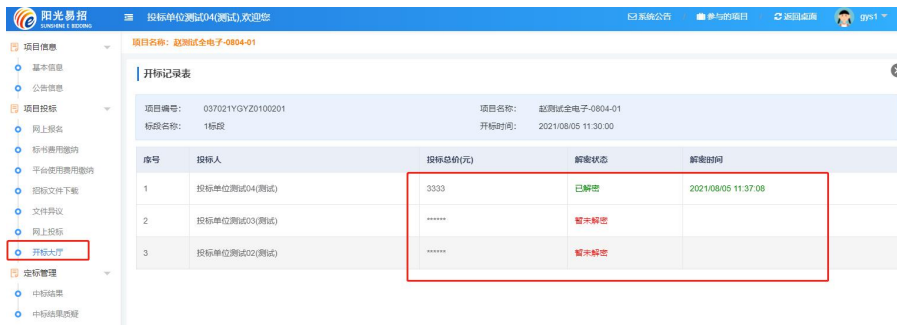 阳光易招
SUNSHINE E BIDDING
投标单位测试04(测试),欢迎您
系统公告
参与的项目
返回桌面
gys1
项目信息
基本信息
公告信息
项目投标
网上报名
标书费用缴纳
平台使用费用缴纳
招标文件下载
文件异议
网上投标
开标大厅
定标管理
中标结果
中标结果质疑
项目名称: 赵测试全电子-0804-01
开标记录表
项目编号: 037021YGYZ0100201 项目名称: 赵测试全电子-0804-01
标段名称: 1标段 开标时间: 2021/08/05 11:30:00
序号 投标人 投标总价(元) 解密状态 解密时间
1 投标单位测试04(测试) 3333 已解密 2021/08/05 11:37:08
2 投标单位测试03(测试) ****** 暂未解密
3 投标单位测试02(测试) ****** 暂未解密